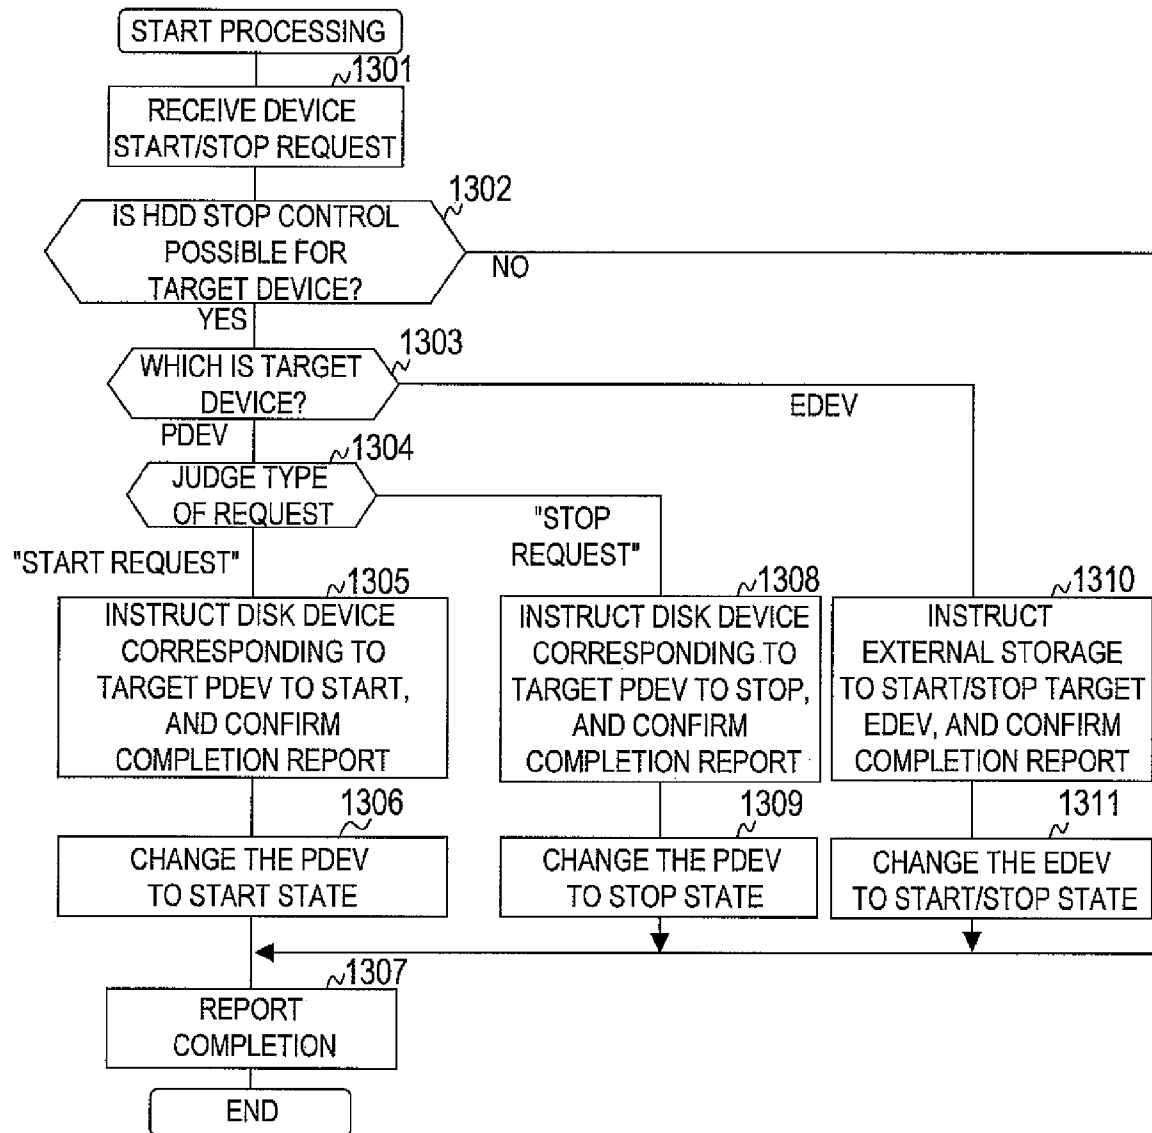 START PROCESSING
1301
RECEIVE DEVICE
START/STOP REQUEST
1302
IS HDD STOP CONTROL
POSSIBLE FOR
TARGET DEVICE?
NO
YES
1303
WHICH IS TARGET
DEVICE?
EDEV
PDEV
1304
JUDGE TYPE
OF REQUEST
"STOP
REQUEST"
"START REQUEST"
1305
INSTRUCT DISK DEVICE
CORRESPONDING TO
TARGET PDEV TO START,
AND CONFIRM
COMPLETION REPORT
1308
INSTRUCT DISK DEVICE
CORRESPONDING TO
TARGET PDEV TO STOP,
AND CONFIRM
COMPLETION REPORT
1310
INSTRUCT
EXTERNAL STORAGE
TO START/STOP TARGET
EDEV, AND CONFIRM
COMPLETION REPORT
1306
CHANGE THE PDEV
TO START STATE
1309
CHANGE THE PDEV
TO STOP STATE
1311
CHANGE THE EDEV
TO START/STOP STATE
1307
REPORT
COMPLETION
END